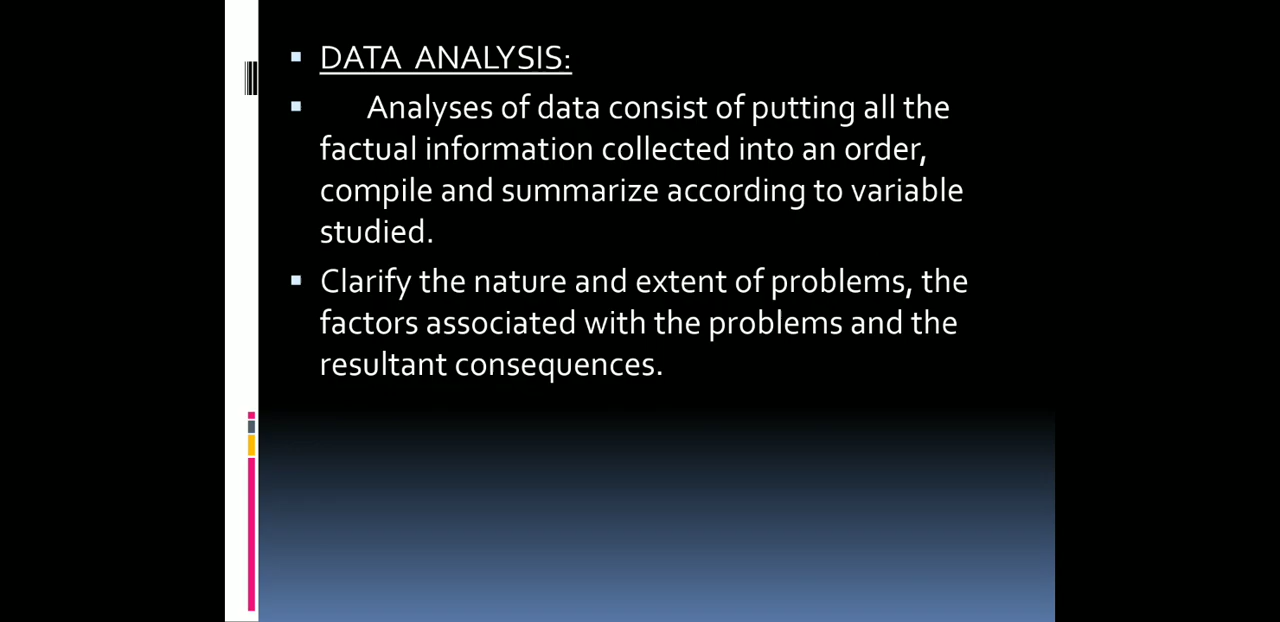 DATA ANALYSIS:
Analyses of data consist of putting all the
factual information collected into an order,
compile and summarize according to variable
studied.
Clarify the nature and extent of problems, the
factors associated with the problems and the
resultant consequences.